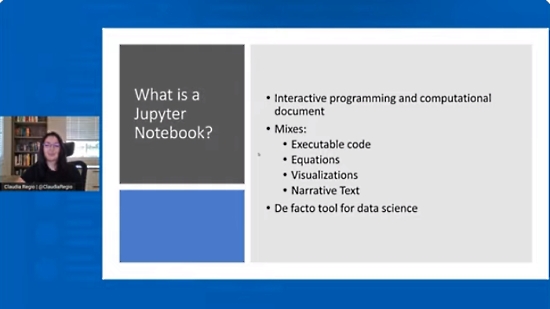 What is a
Jupyter
Notebook?
• Interactive programming and computational
document
• Mixes:
• Executable code
• Equations
• Visualizations
• Narrative Text
• De facto tool for data science
Claudia Regio | @ClaudiaRegio